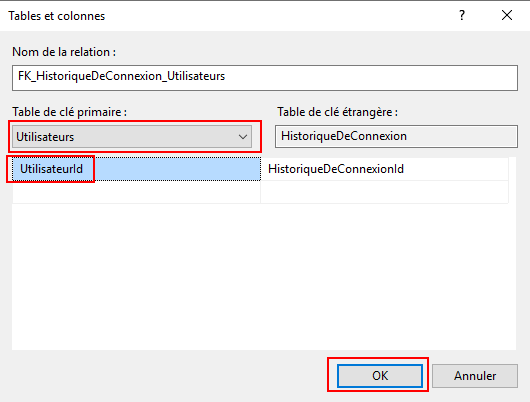 Tables et colonnes
Nom de la relation :
FK_HistoriqueDeConnexion_Utilisateurs
Table de clé primaire :
Table de clé étrangère :
Utilisateurs
HistoriqueDeConnexion
UtilisateurId
HistoriqueDeConnexionId
OK
Annuler